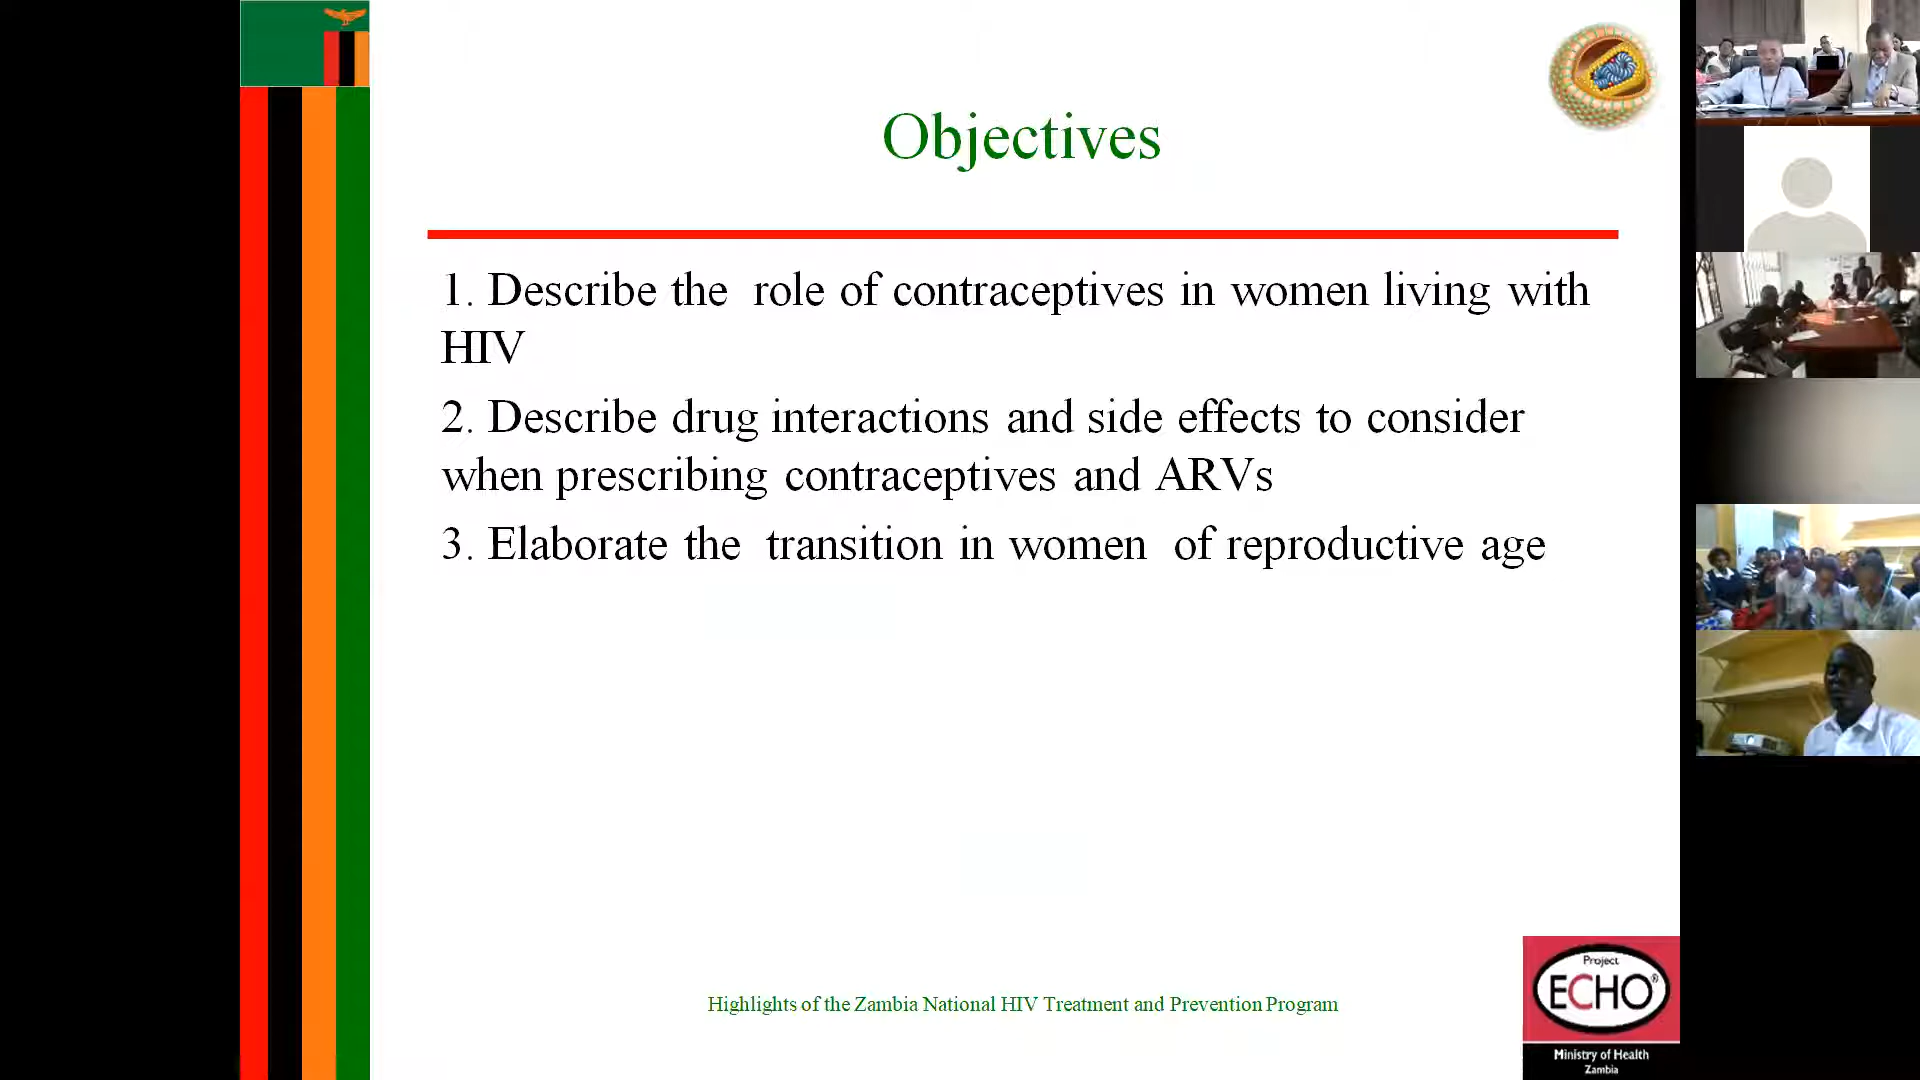 Objectives
1. Describe the role of contraceptives in women living with
HIV
2. Describe drug interactions and side effects to consider
when prescribing contraceptives and ARVs
3. Elaborate the transition in women of reproductive age
Highlights of the Zambia National HIV Treatment and Prevention Program
Project
ECHO®
Ministry of Health
Zambia